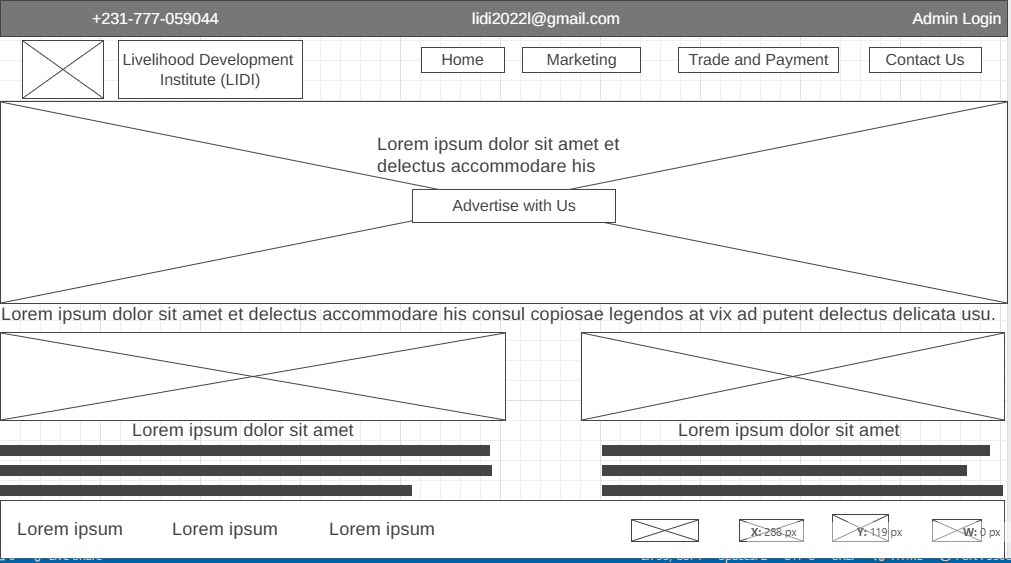 +231-777-059044 lidi2022l@gmail.com Admin Login
Livelihood Development
Institute (LIDI)
Home Marketing Trade and Payment Contact Us
Lorem ipsum dolor sit amet et
delectus accommodare his
Advertise with Us
Lorem ipsum dolor sit amet et delectus accommodare his consul copiosae legendos at vix ad putent delectus delicata usu.
Lorem ipsum dolor sit amet Lorem ipsum dolor sit amet
Lorem ipsum Lorem ipsum Lorem ipsum X: 288 px Y: 119 px W: 0 px
Live Share